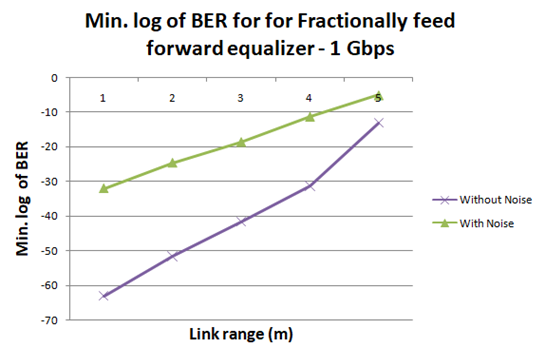 Min. log of BER for for Fractionally feed
forward equalizer - 1 Gbps
0
-10
-20
-30
-40
-50
-60
-70
1 2 3 4 5
Min. log of BER
Link range (m)
Without Noise
With Noise